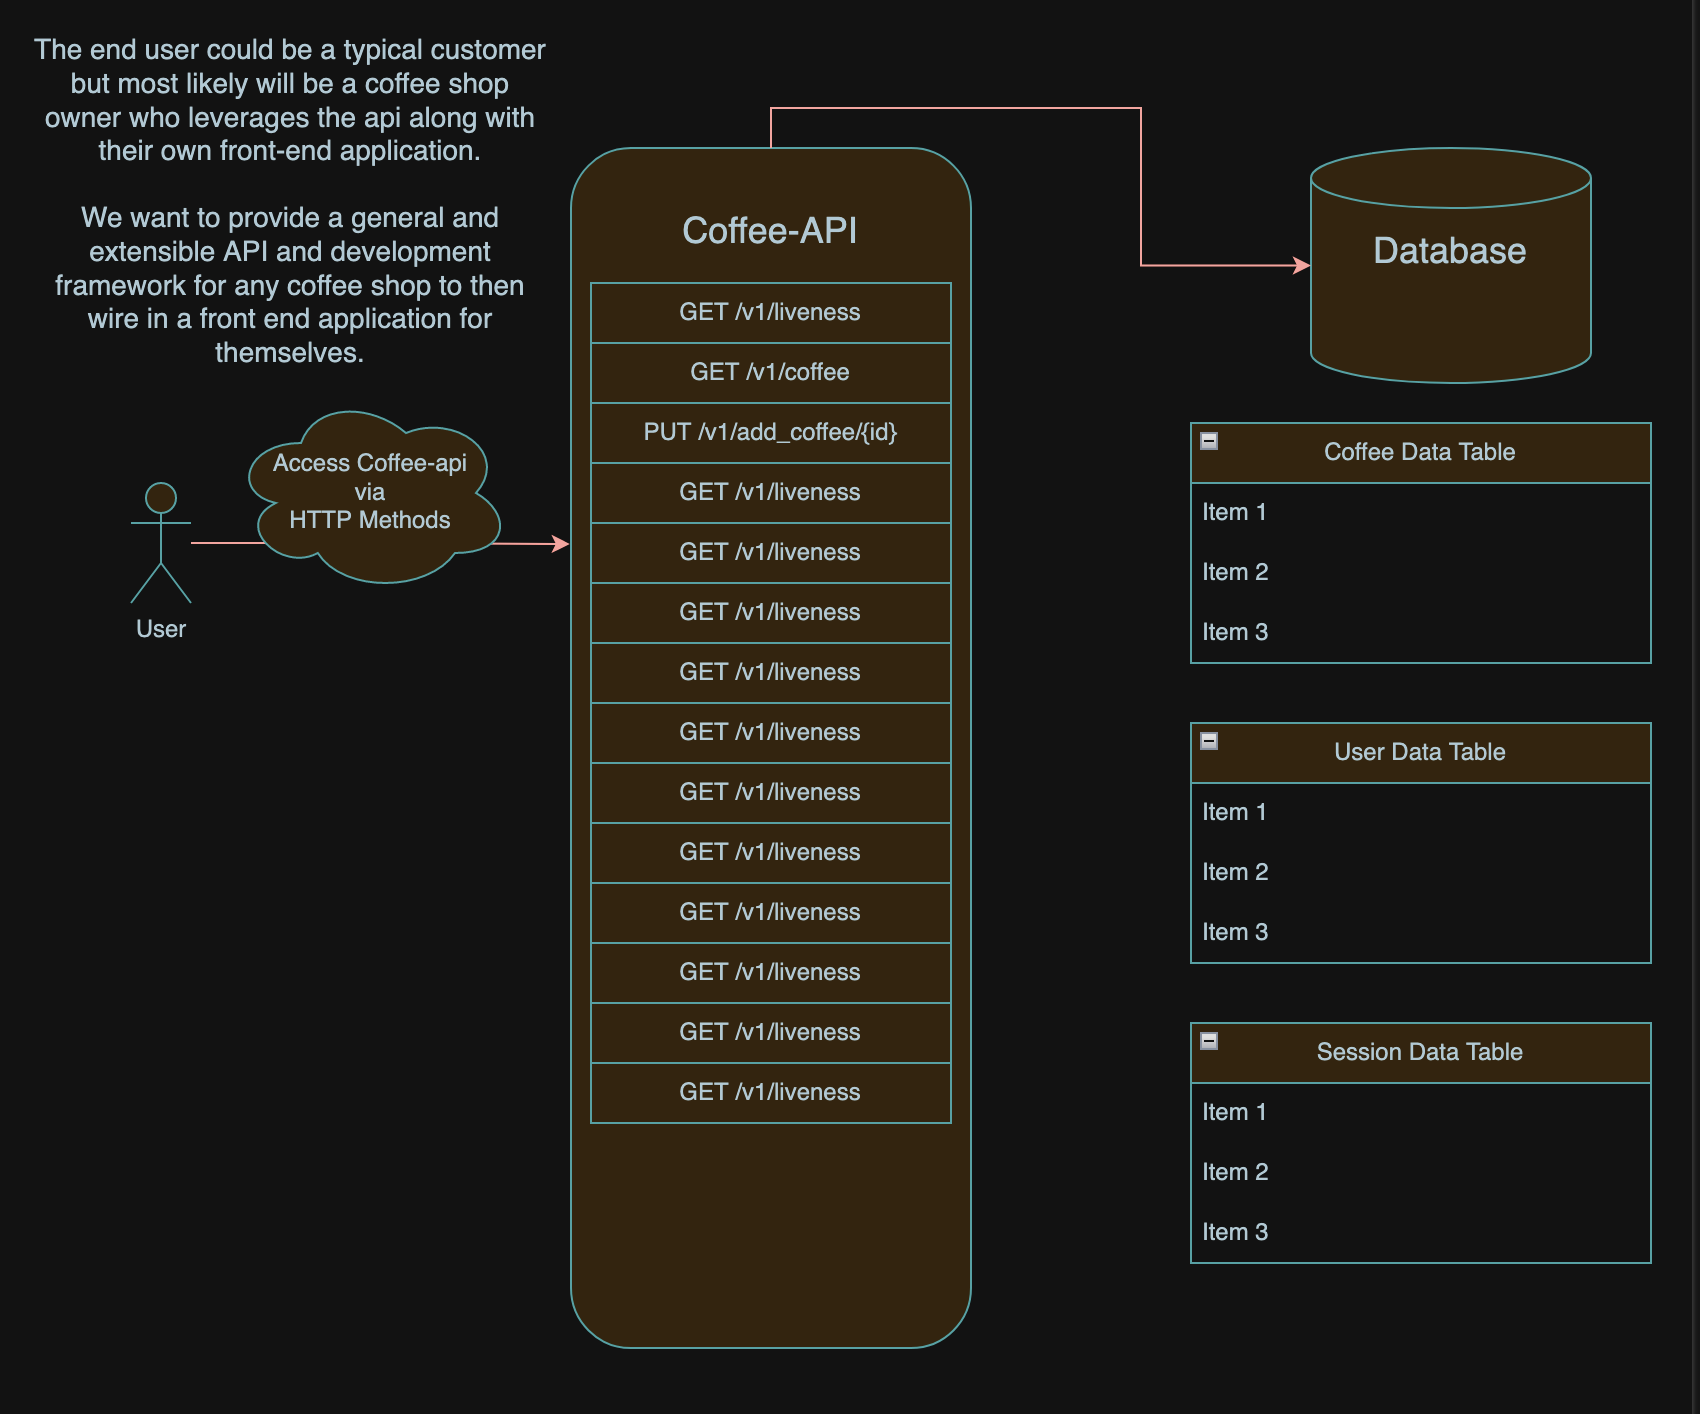 The end user could be a typical customer
but most likely will be a coffee shop
owner who leverages the api along with
their own front-end application.
We want to provide a general and
extensible API and development
framework for any coffee shop to then
wire in a front end application for
themselves.
Access Coffee-api
via
HTTP Methods
User
Coffee-API
GET /v1/liveness
GET /v1/coffee
PUT /v1/add_coffee/{id}
GET /v1/liveness
GET /v1/liveness
GET /v1/liveness
GET /v1/liveness
GET /v1/liveness
GET /v1/liveness
GET /v1/liveness
GET /v1/liveness
GET /v1/liveness
GET /v1/liveness
GET /v1/liveness
Database
Coffee Data Table
Item 1
Item 2
Item 3
User Data Table
Item 1
Item 2
Item 3
Session Data Table
Item 1
Item 2
Item 3